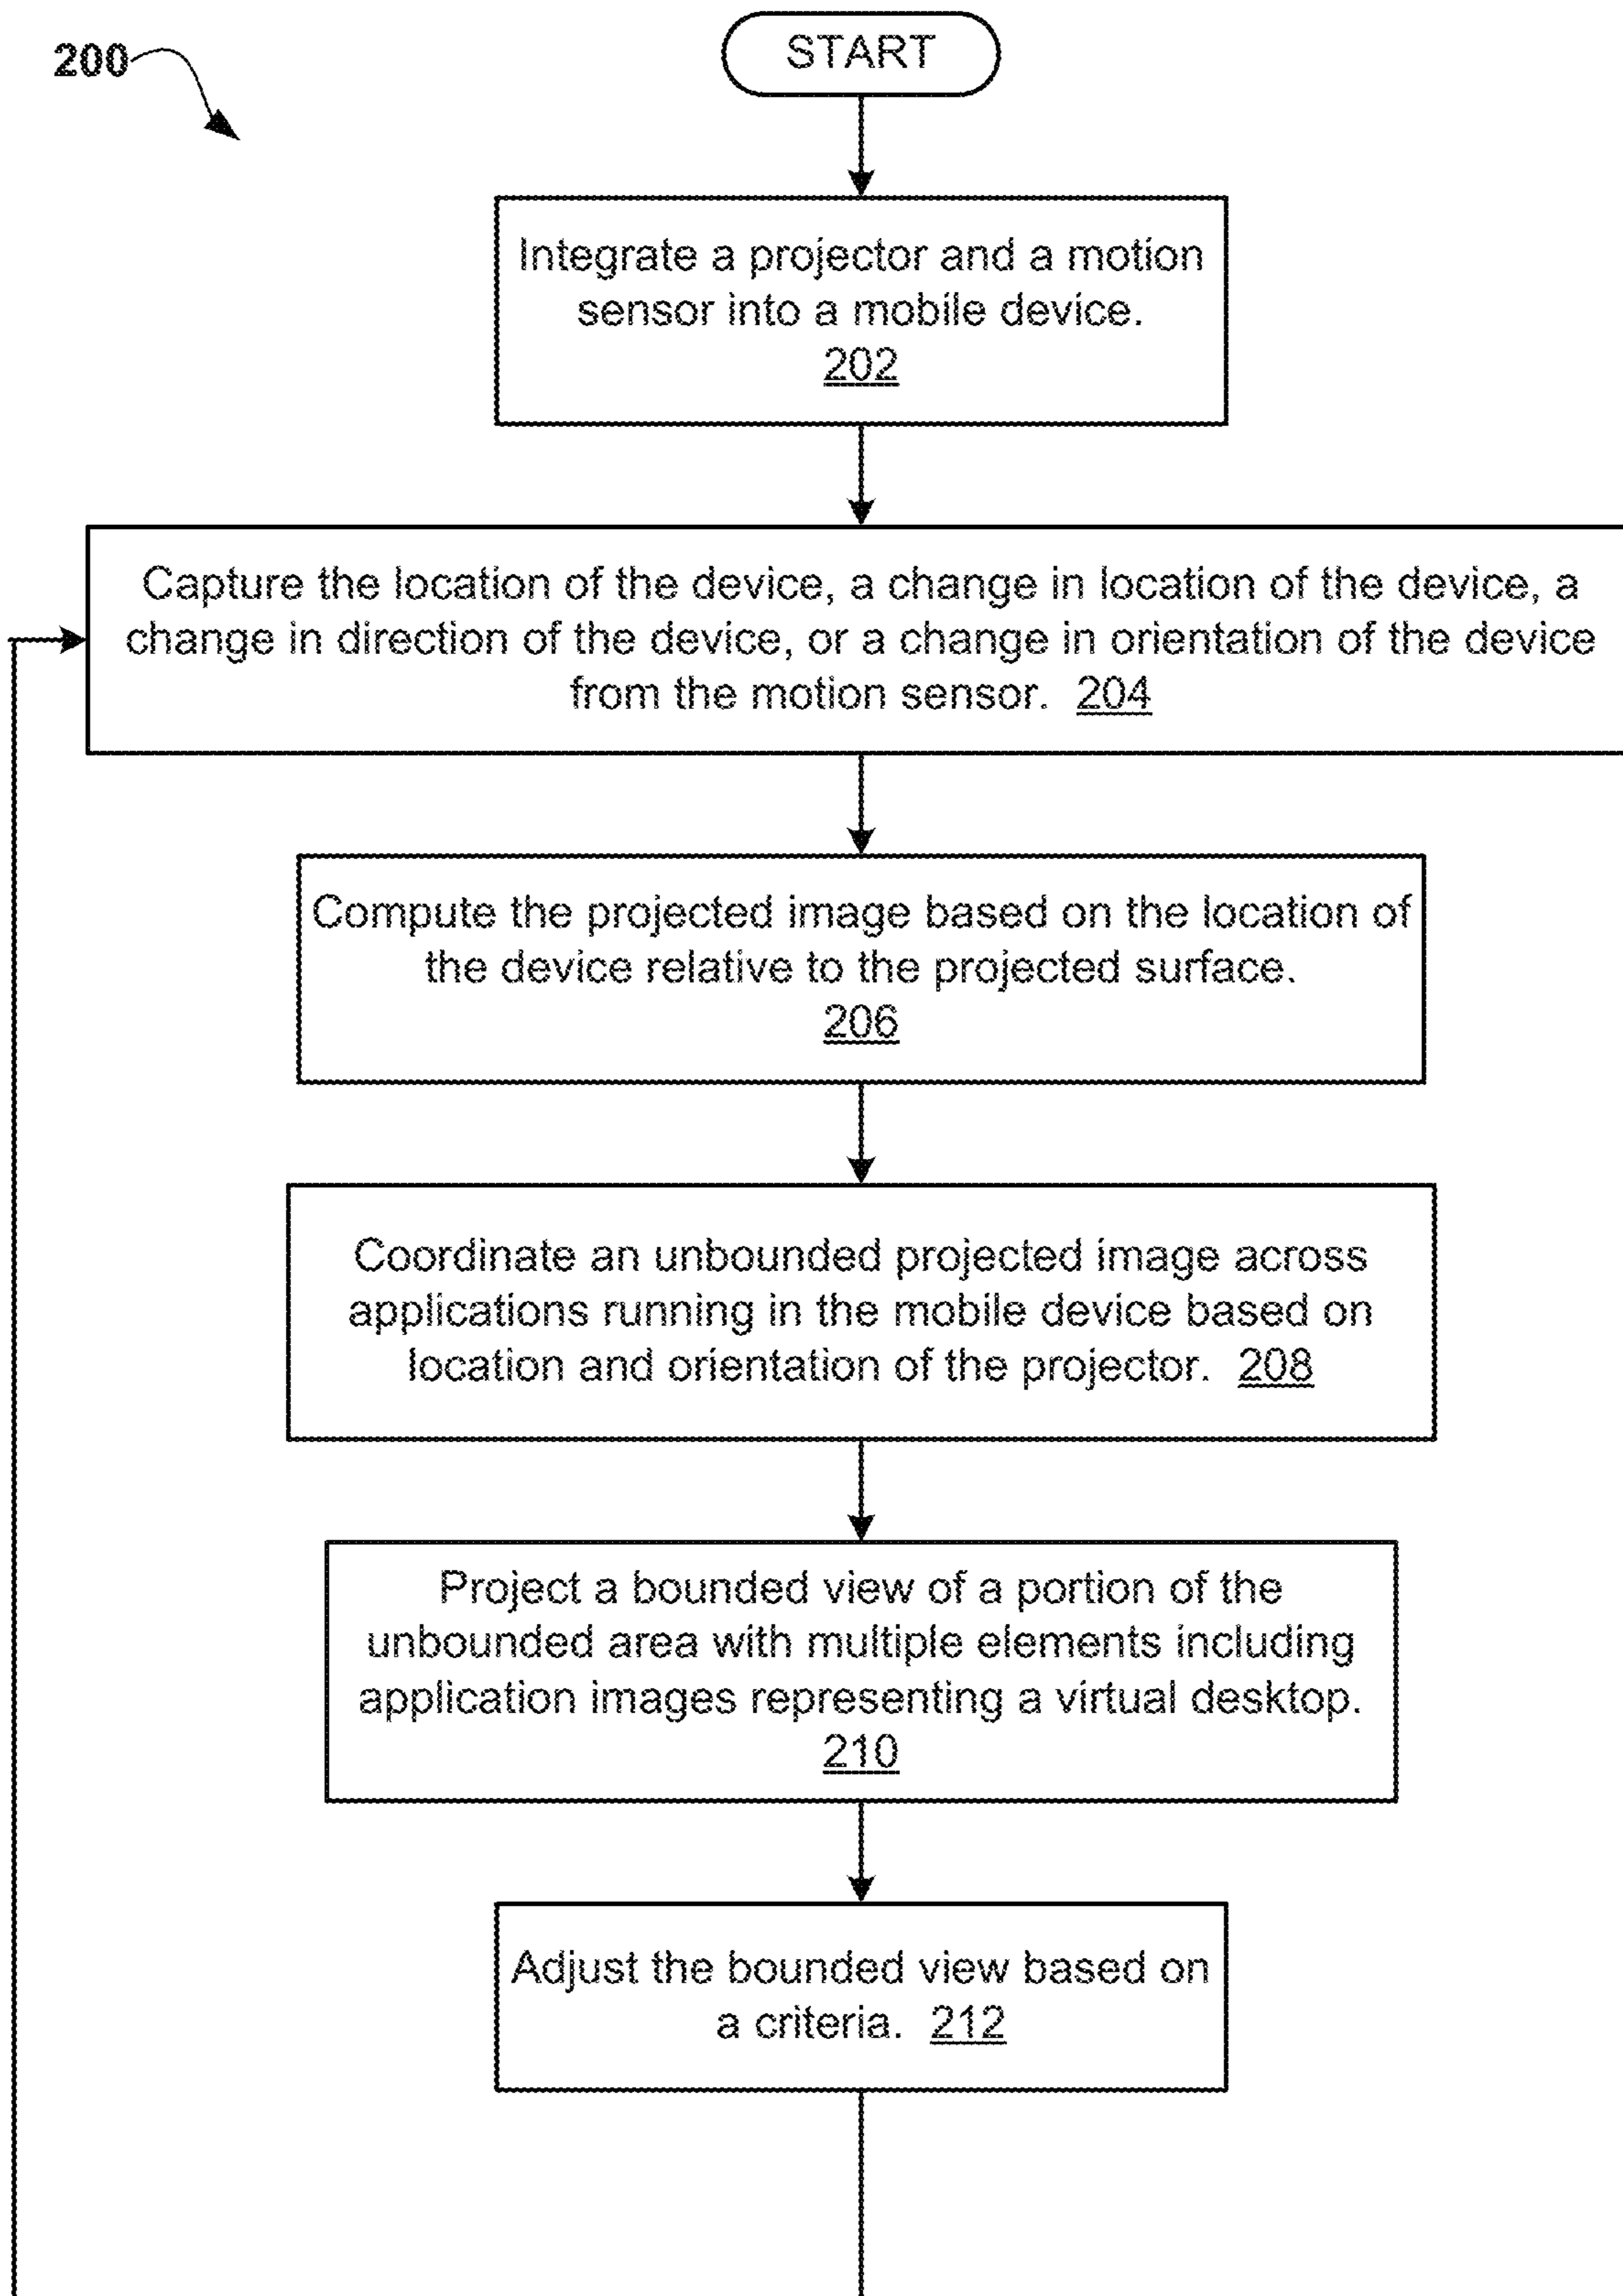 200
START
Integrate a projector and a motion
sensor into a mobile device.
202
Capture the location of the device, a change in location of the device, a
change in direction of the device, or a change in orientation of the device
from the motion sensor. 204
Compute the projected image based on the location of
the device relative to the projected surface.
206
Coordinate an unbounded projected image across
applications running in the mobile device based on
location and orientation of the projector. 208
Project a bounded view of a portion of the
unbounded area with multiple elements including
application images representing a virtual desktop.
210
Adjust the bounded view based on
a criteria. 212